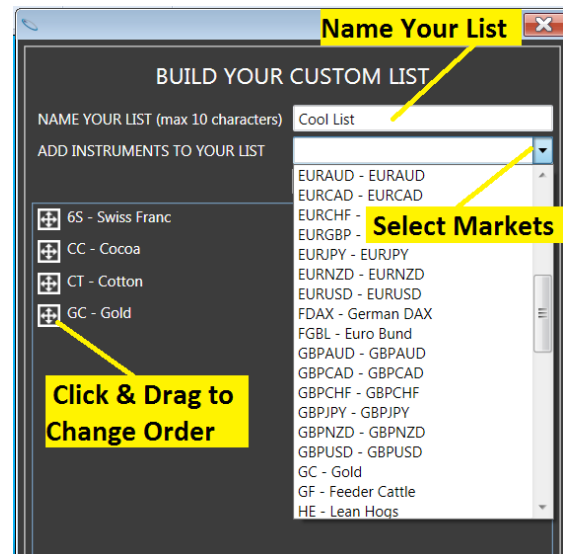 Name Your List
BUILD YOUR CUSTOM LIST
NAME YOUR LIST (max 10 characters)
Cool List
ADD INSTRUMENTS TO YOUR LIST
EURAUD - EURAUD
EURCAD - EURCAD
EURCHF -
EURGBP -
EURJPY - EURJPY
EURNZD - EURNZD
EURUSD - EURUSD
FDAX - German DAX
FGBL - Euro Bund
GBPAUD - GBPAUD
GBPCAD - GBPCAD
GBPCHF - GBPCHF
GBPJPY - GBPJPY
GBPNZD - GBPNZD
GBPUSD - GBPUSD
GC - Gold
GF - Feeder Cattle
HE - Lean Hogs
Select Markets
6S - Swiss Franc
CC - Cocoa
CT - Cotton
GC - Gold
Click & Drag to
Change Order